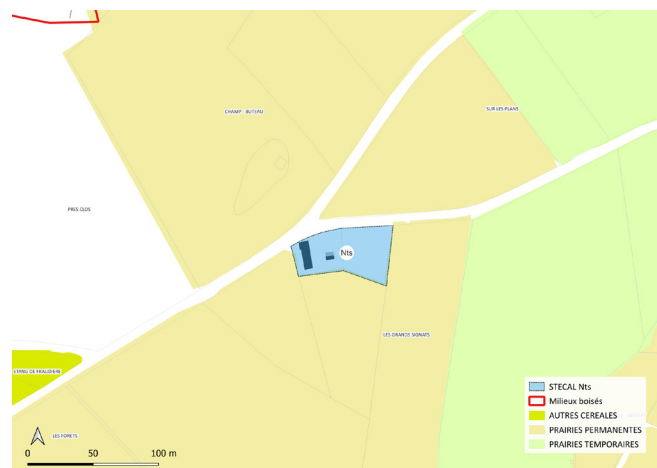 CHAMP BUTEAU
SUR LES PLANS
PRES CLOS
Nts
LES GRANDS SIGNATS
ETANG DE FRAUDIERE
LES FORETS
0 50 100 m
STECAL Nts
Milieux boisés
AUTRES CEREALES
PRAIRIES PERMANENTES
PRAIRIES TEMPORAIRES